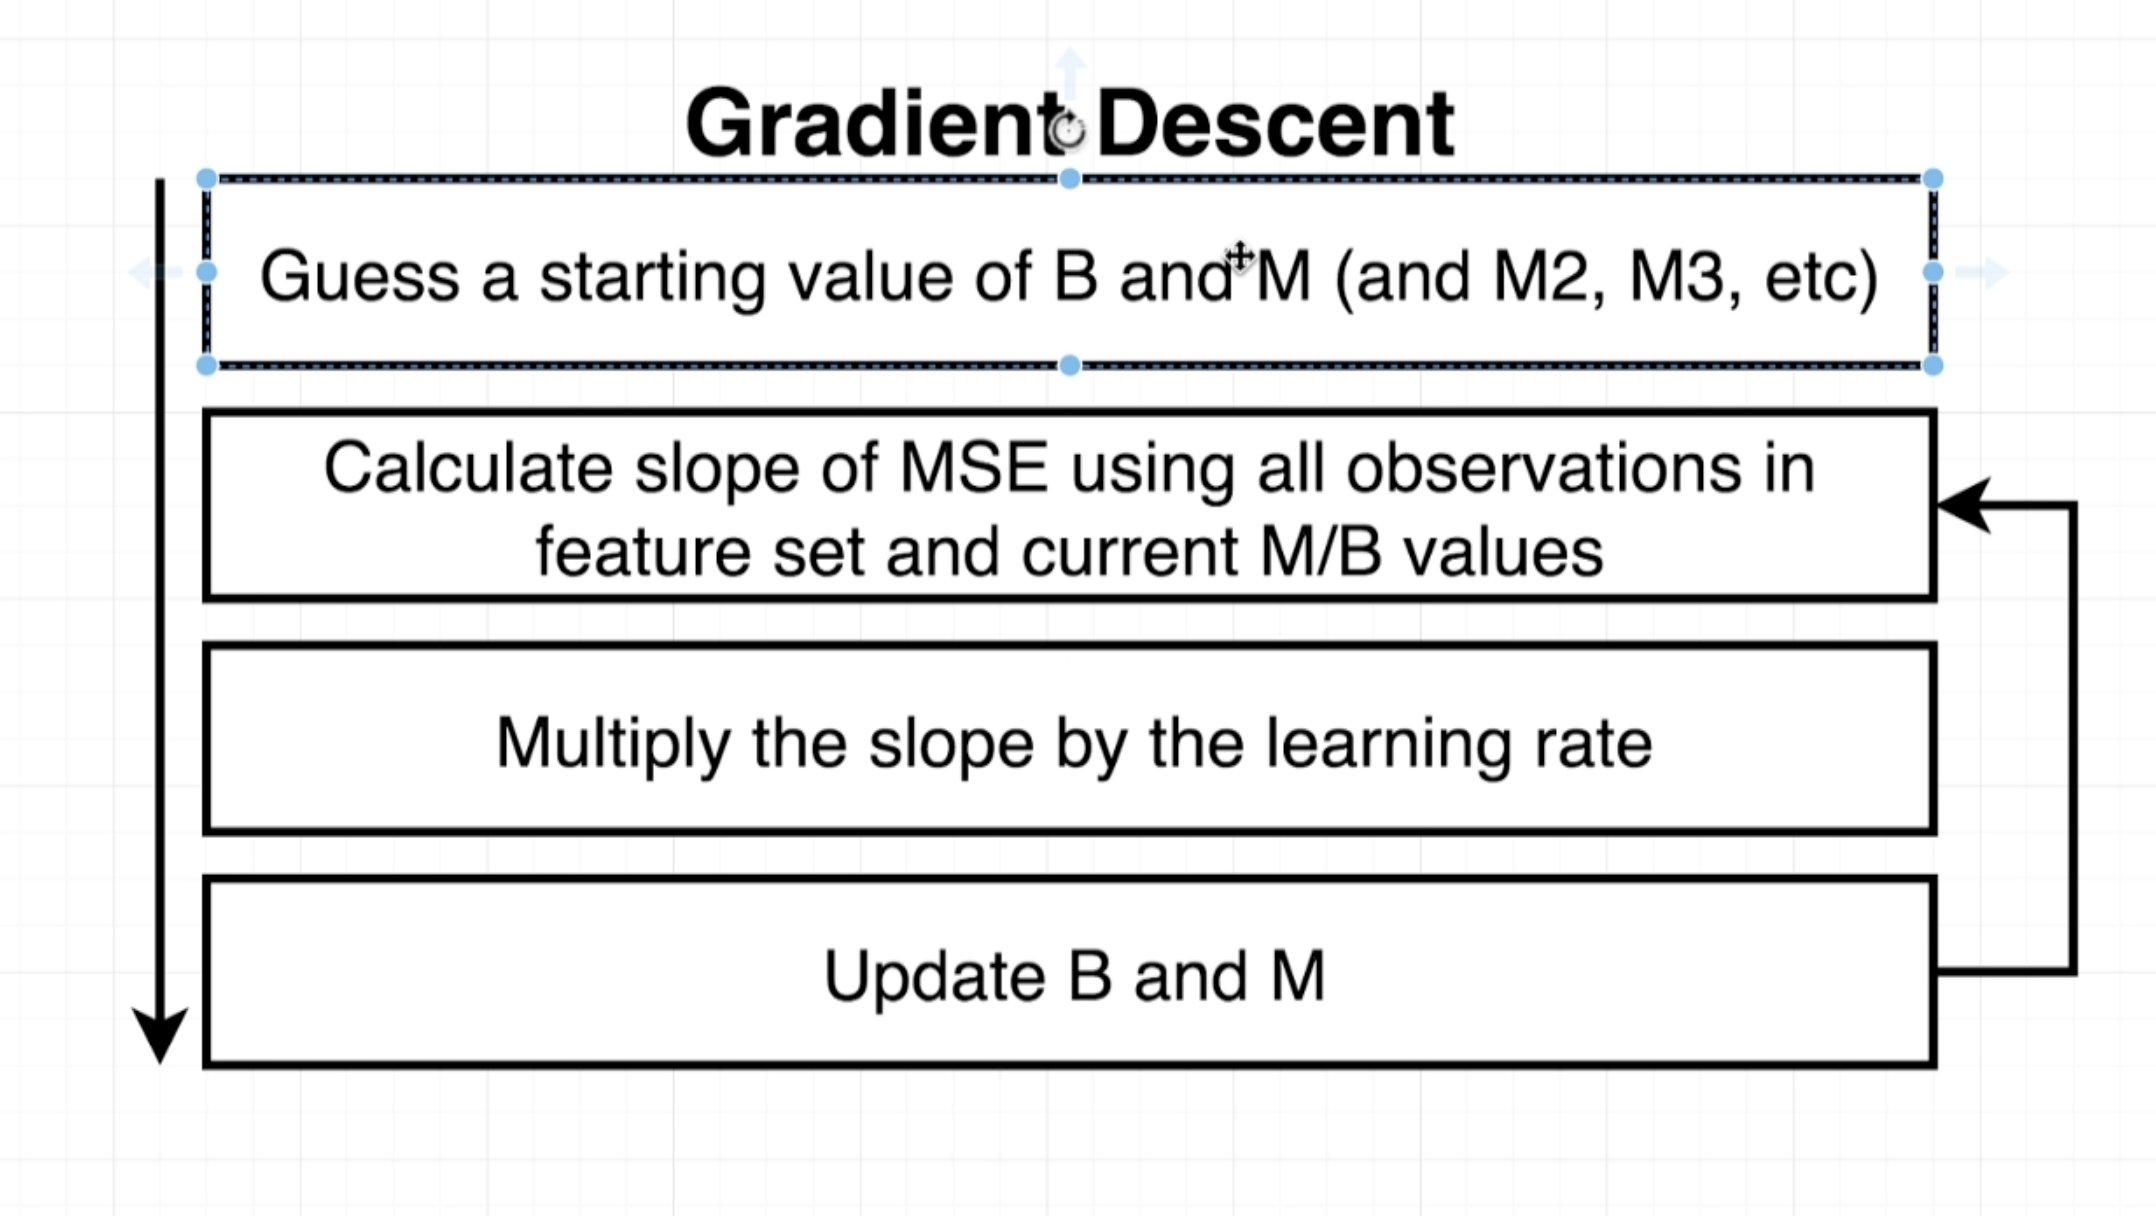 Gradient Descent
Guess a starting value of B and M (and M2, M3, etc)
Calculate slope of MSE using all observations in
feature set and current M/B values
Multiply the slope by the learning rate
Update B and M